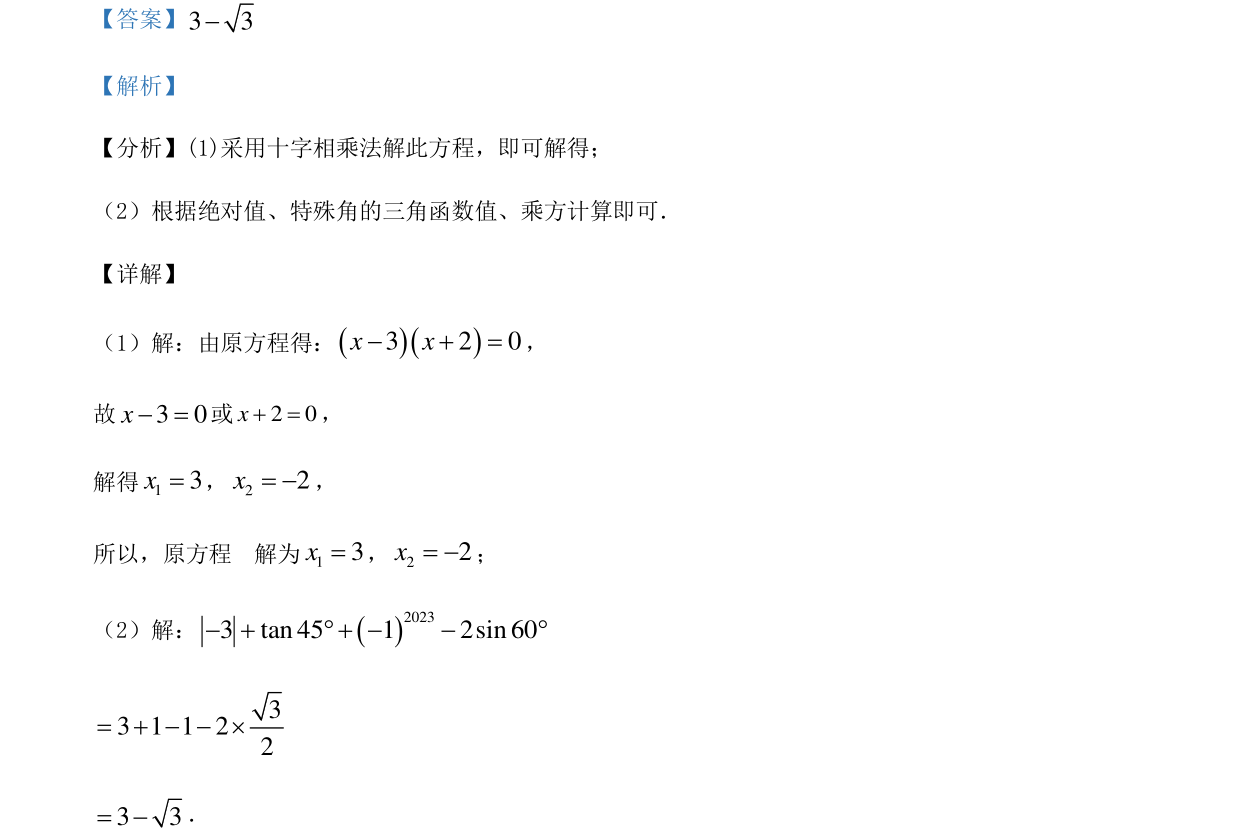 【答案】3−√3
【解析】
【分析】(1)采用十字相乘法解此方程，即可解得；
（2）根据绝对值、特殊角的三角函数值、乘方计算即可．
【详解】
（1）解：由原方程得：(x−3)(x+2)=0，
故x−3=0或x+2=0，
解得x₁=3，x₂=−2，
所以，原方程 解为x₁=3，x₂=−2；
（2）解：|−3|+tan45°+(−1)²⁰²³−2sin60°
=3+1−1−2×√3/2
=3−√3．